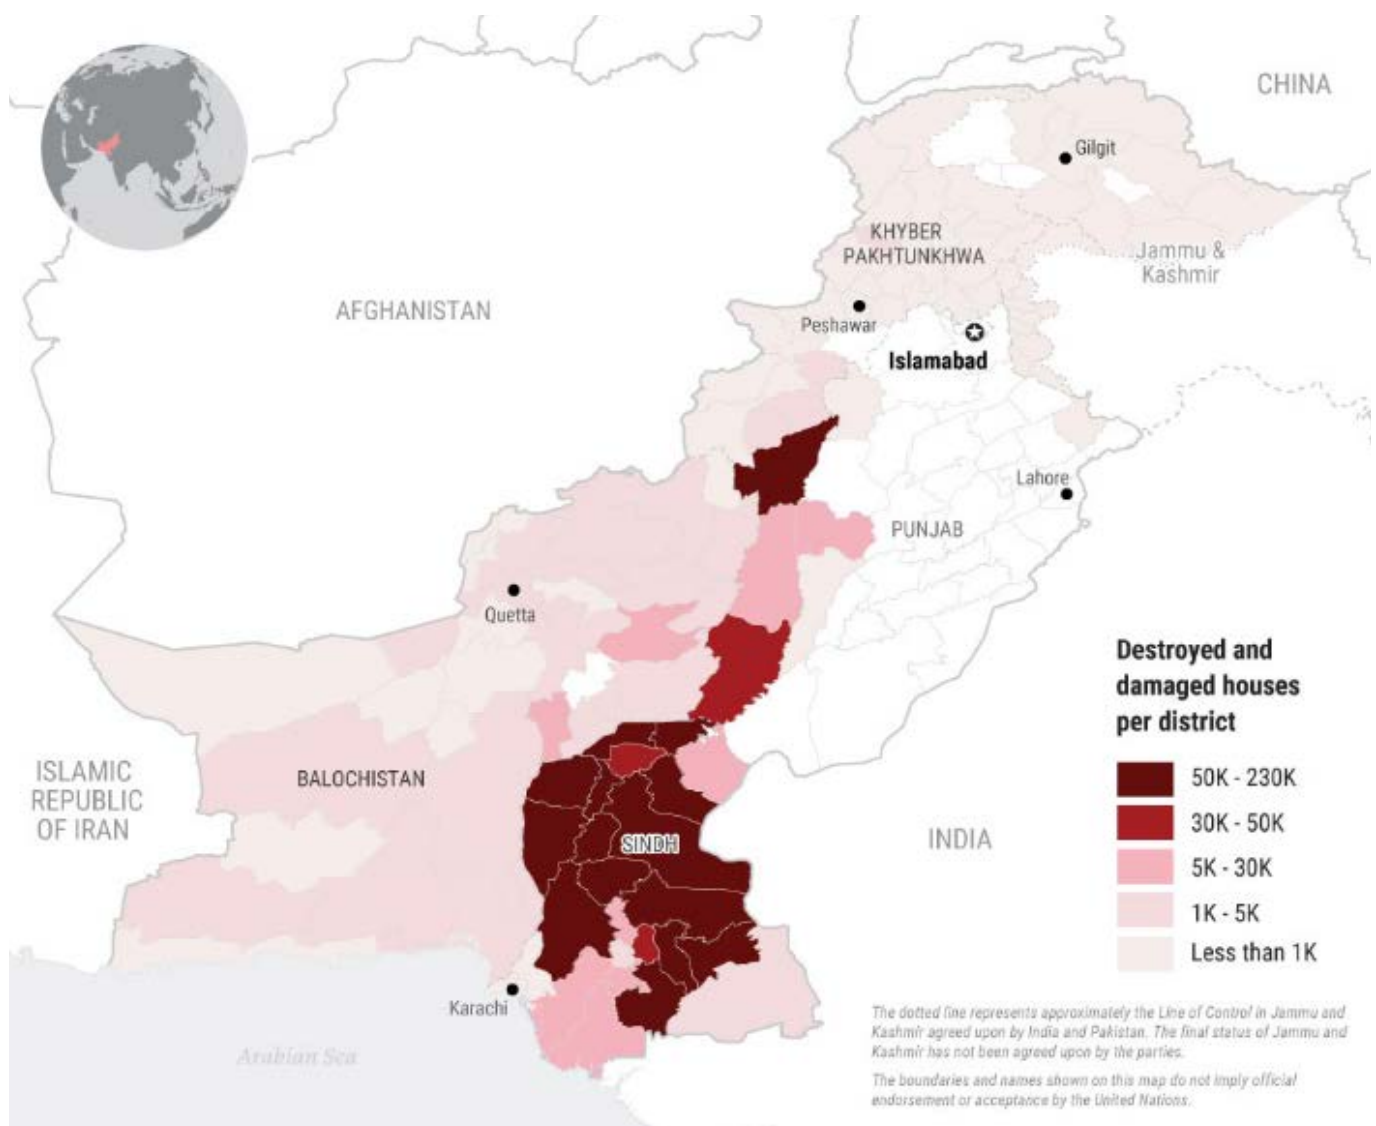 CHINA
Gilgit
KHYBER
PAKHTUNKHWA
Jammu &
Kashmir
AFGHANISTAN
Peshawar
Islamabad
Lahore
PUNJAB
Quetta
Destroyed and
damaged houses
per district
ISLAMIC
REPUBLIC
OF IRAN
BALOCHISTAN
50K - 230K
30K - 50K
SINDH
INDIA
5K - 30K
1K - 5K
Less than 1K
Karachi
Arabian Sea
The dotted line represents approximately the Line of Control in Jammu and
Kashmir agreed upon by India and Pakistan. The final status of Jammu and
Kashmir has not been agreed upon by the parties.
The boundaries and names shown on this map do not imply official
endorsement or acceptance by the United Nations.